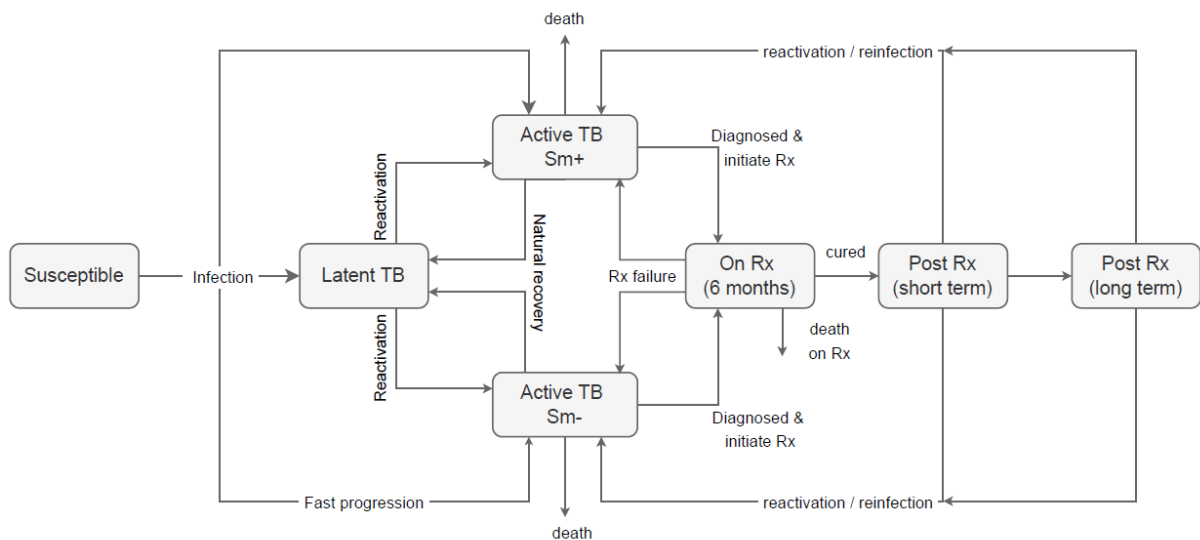 death
reactivation / reinfection
Active TB
Sm+
Diagnosed &
initiate Rx
Reactivation
Natural recovery
Susceptible
Infection
Latent TB
Rx failure
On Rx
(6 months)
cured
Post Rx
(short term)
Post Rx
(long term)
death
on Rx
Reactivation
Active TB
Sm-
Diagnosed &
initiate Rx
Fast progression
reactivation / reinfection
death